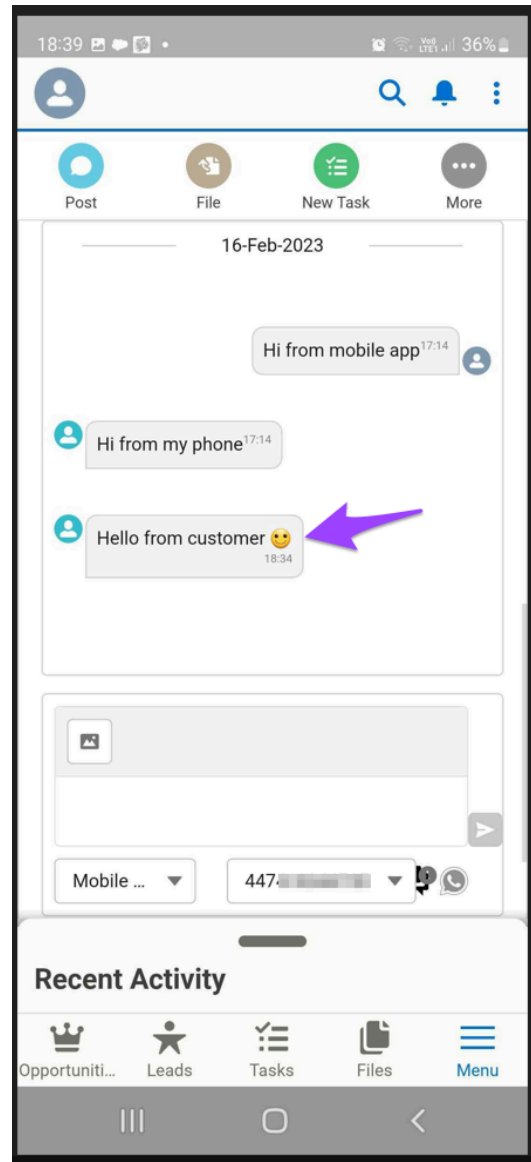 18:39
36%
Post File New Task More
16-Feb-2023
Hi from mobile app 17:14
Hi from my phone 17:14
Hello from customer 🙂
18:34
Mobile ... 447
Recent Activity
Opportuniti... Leads Tasks Files Menu